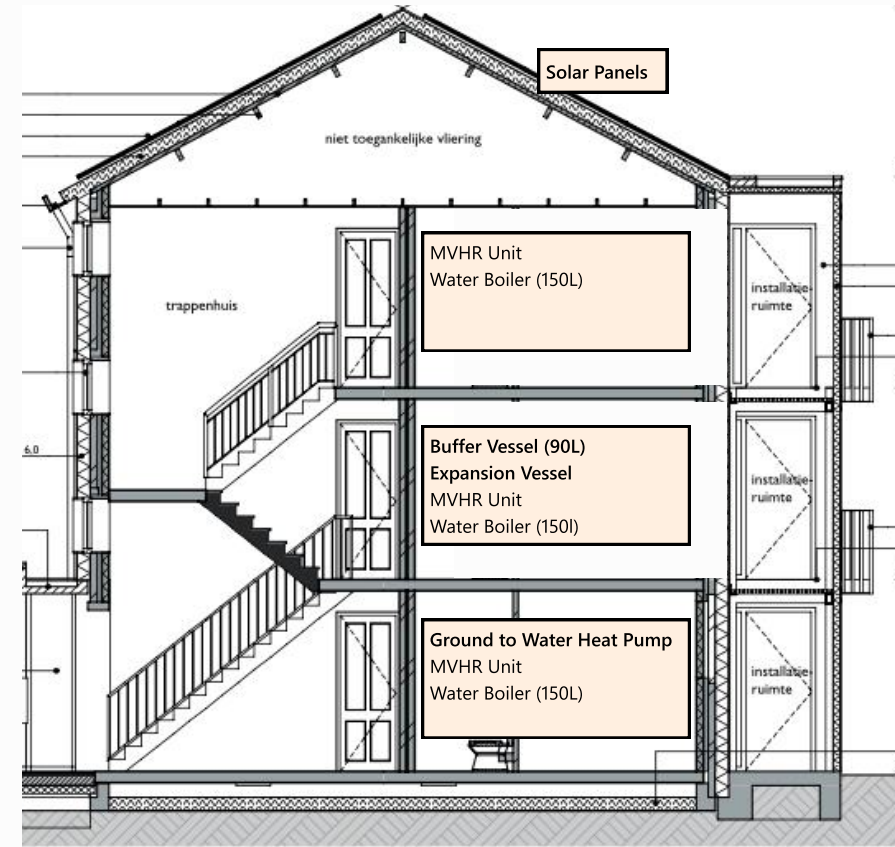 Solar Panels
niet toegankelijke vliering
MVHR Unit
Water Boiler (150L)
installatie-
ruimte
trappenhuis
Buffer Vessel (90L)
Expansion Vessel
MVHR Unit
Water Boiler (150l)
installatie-
ruimte
6,0
Ground to Water Heat Pump
MVHR Unit
Water Boiler (150L)
installatie-
ruimte